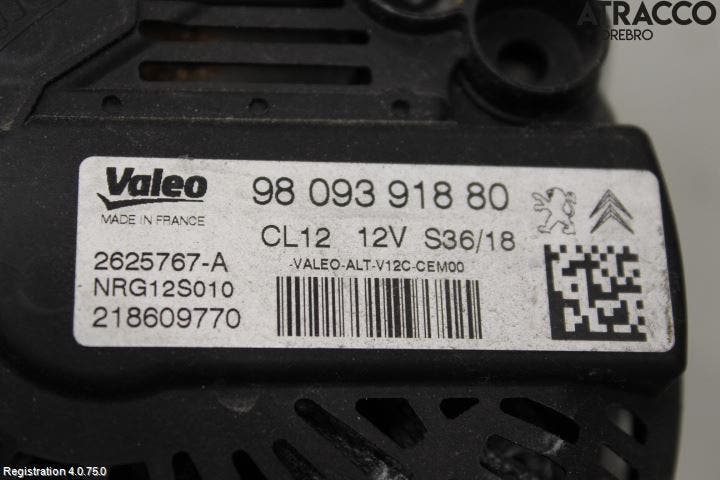 ATRACCO
OREBRO
Valeo
MADE IN FRANCE
98 093 918 80
CL12 12V S36/18
-VALEO-ALT-V12C-CEM00
2625767-A
NRG12S010
218609770
Registration 4.0.75.0